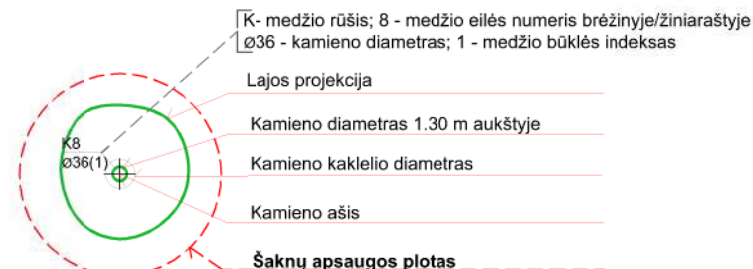 K- medžio rūšis; 8 - medžio eilės numeris brėžinyje/žiniaraštyje
ø36 - kamieno diametras; 1 - medžio būklės indeksas
Lajos projekcija
Kamieno diametras 1.30 m aukštyje
K8
ø36(1)
Kamieno kaklelio diametras
Kamieno ašis
Šaknų apsaugos plotas